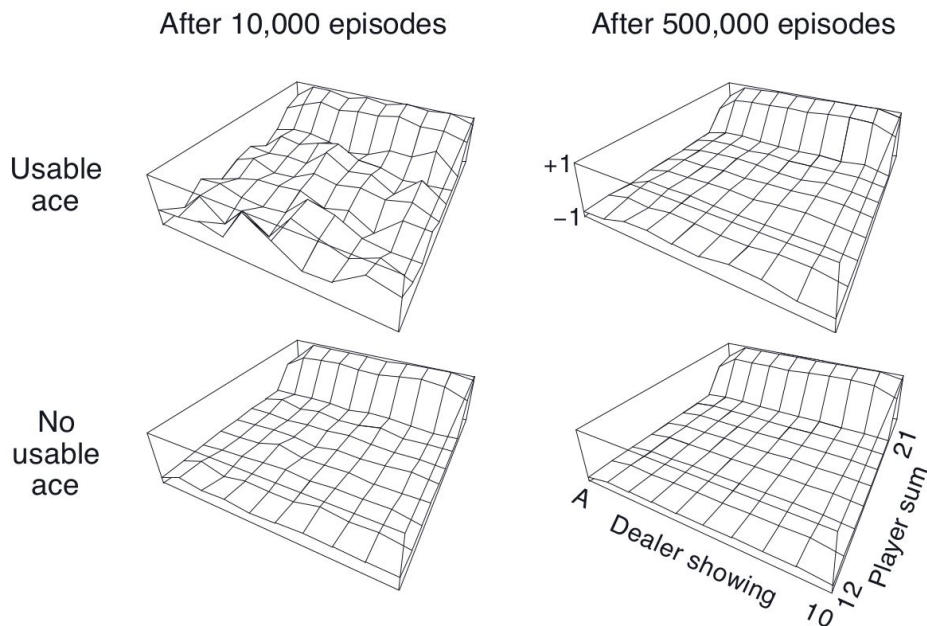 After 10,000 episodes
After 500,000 episodes
Usable
ace
+1
−1
No
usable
ace
A
Dealer showing
10
12
Player sum
21